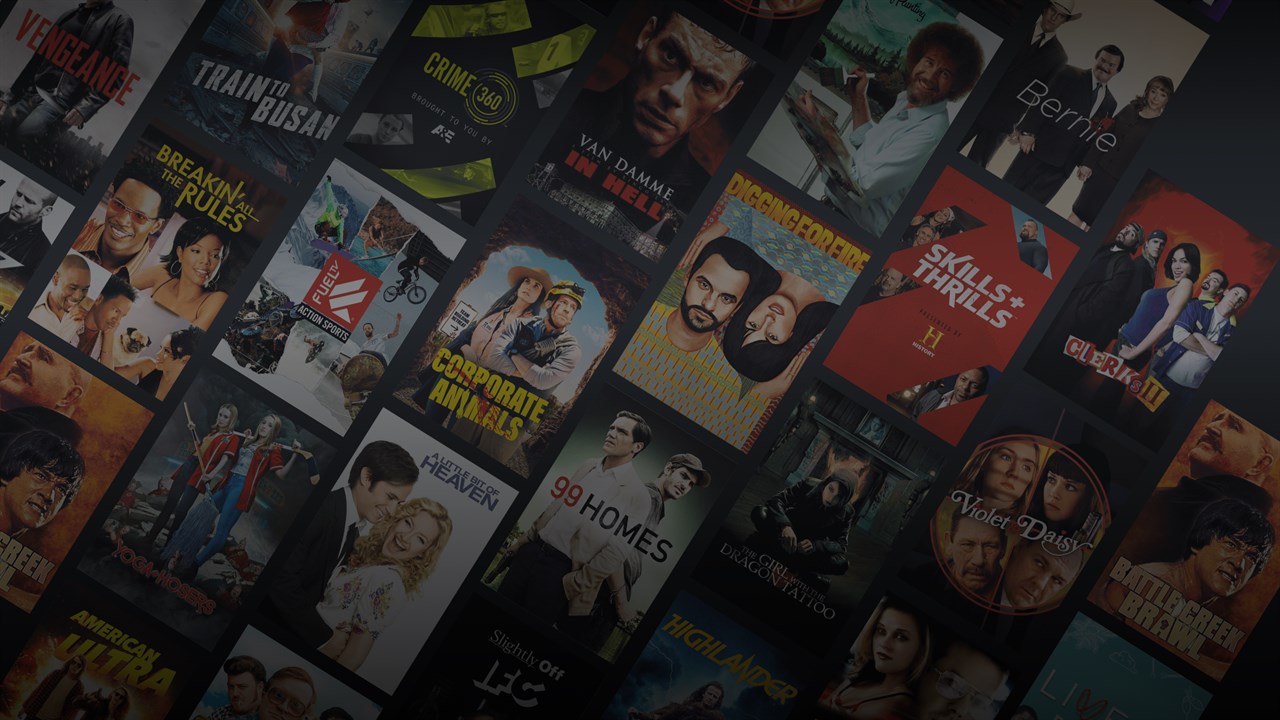 VENGEANCE
TRAIN TO
BUSAN
CRIME 360
BROUGHT TO YOU BY
A&E
VAN DAMME
IN HELL
Bernie
BREAKIN' ALL
THE RULES
FUEL TV
ACTION SPORTS
CORPORATE
ANIMALS
DIGGING FOR FIRE
SKILLS+
THRILLS
PRESENTED BY
H
HISTORY
CLERKS II
CREEK
YOGA HOSERS
A LITTLE BIT OF
HEAVEN
99 HOMES
THE GIRL WITH THE
DRAGON TATTOO
Violet & Daisy
BATTLE CREEK
BRAWL
AMERICAN
ULTRA
Slightly Off
IFC
HIGHLANDER